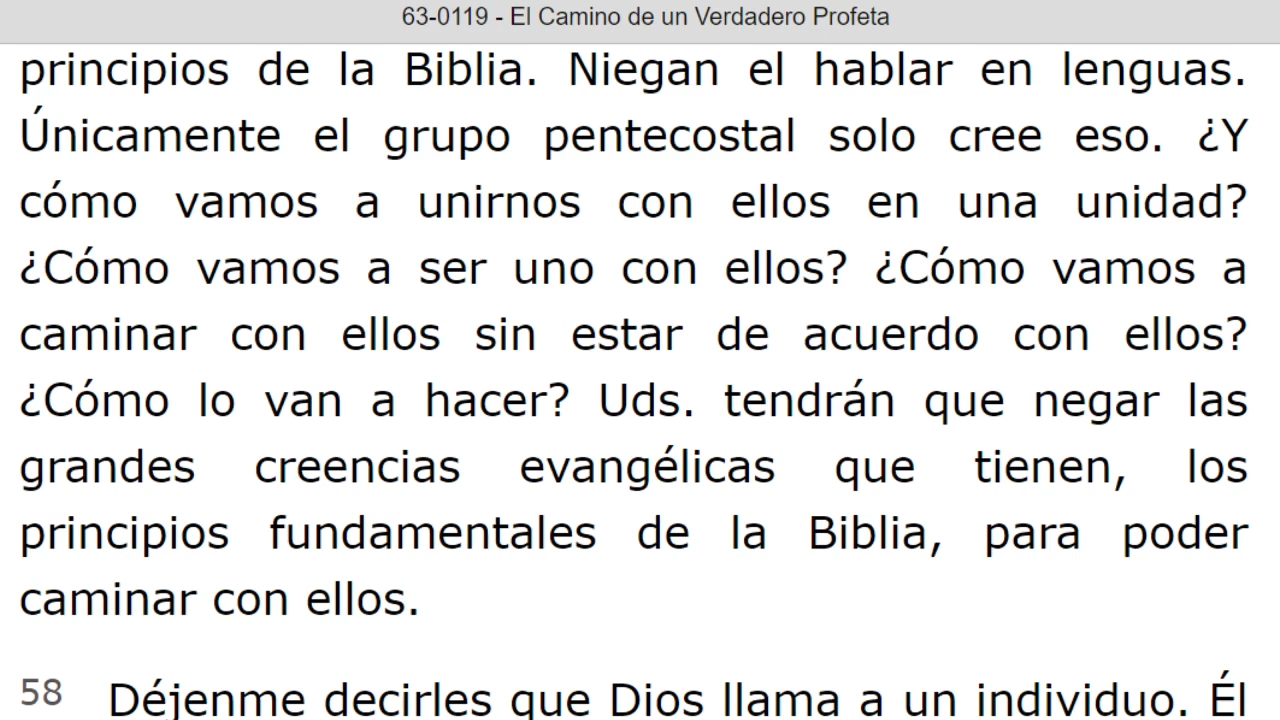 63-0119 - El Camino de un Verdadero Profeta
principios de la Biblia. Niegan el hablar en lenguas.
Únicamente el grupo pentecostal solo cree eso. ¿Y
cómo vamos a unirnos con ellos en una unidad?
¿Cómo vamos a ser uno con ellos? ¿Cómo vamos a
caminar con ellos sin estar de acuerdo con ellos?
¿Cómo lo van a hacer? Uds. tendrán que negar las
grandes creencias evangélicas que tienen, los
principios fundamentales de la Biblia, para poder
caminar con ellos.
58 Déjenme decirles que Dios llama a un individuo. Él